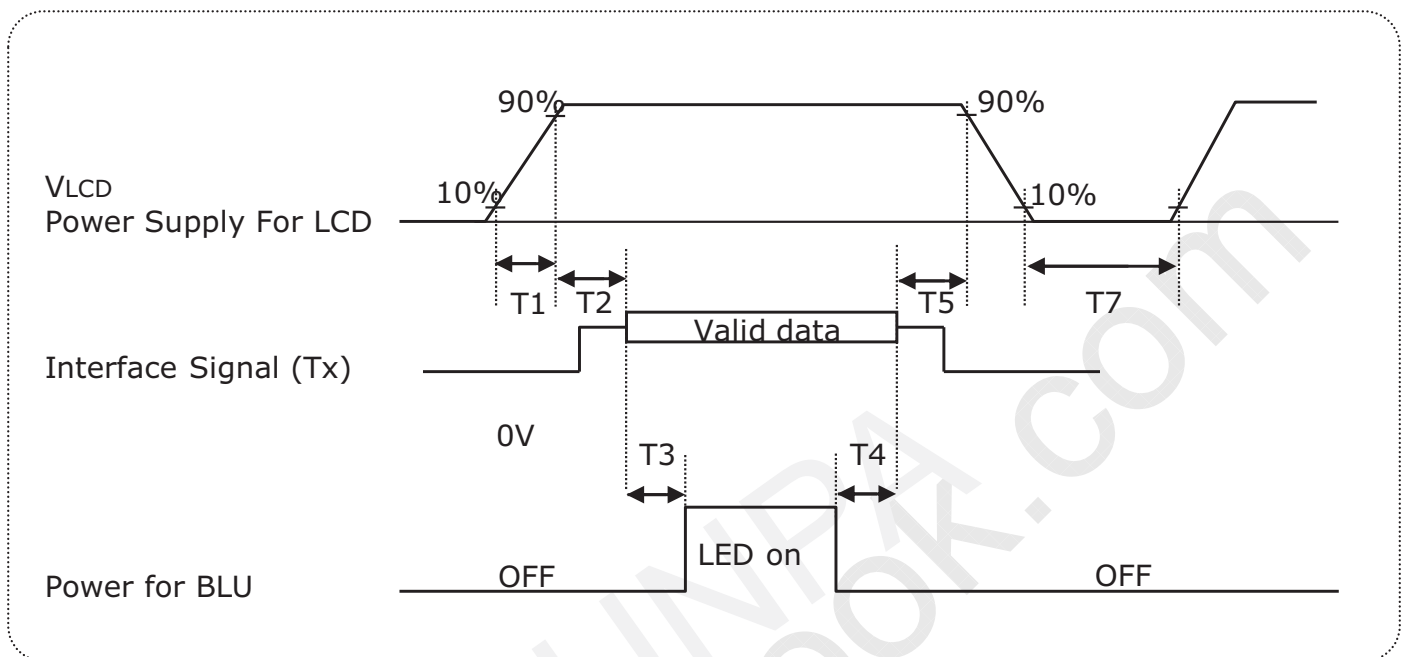 90%
90%
VLCD
10%
10%
Power Supply For LCD
T1
T2
T5
T7
Valid data
Interface Signal (Tx)
0V
T3
T4
LED on
Power for BLU
OFF
OFF